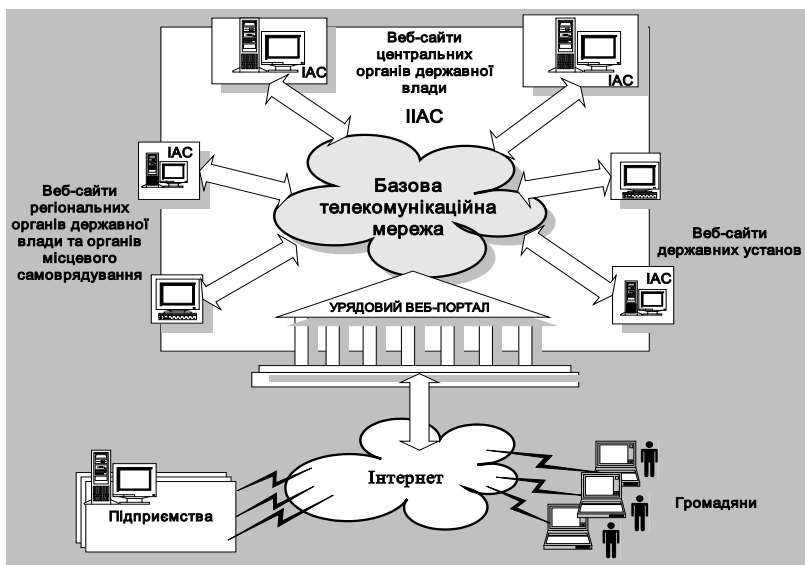 Веб-сайти
центральних
органів державної
влади
ІАС
ІАС
ІІАС
ІАС
Базова
телекомунікаційна
мережа
Веб-сайти
регіональних
органів державної
влади та органів
місцевого
самоврядування
Веб-сайти
державних установ
ІАС
УРЯДОВИЙ ВЕБ-ПОРТАЛ
Інтернет
Підприємства
Громадяни